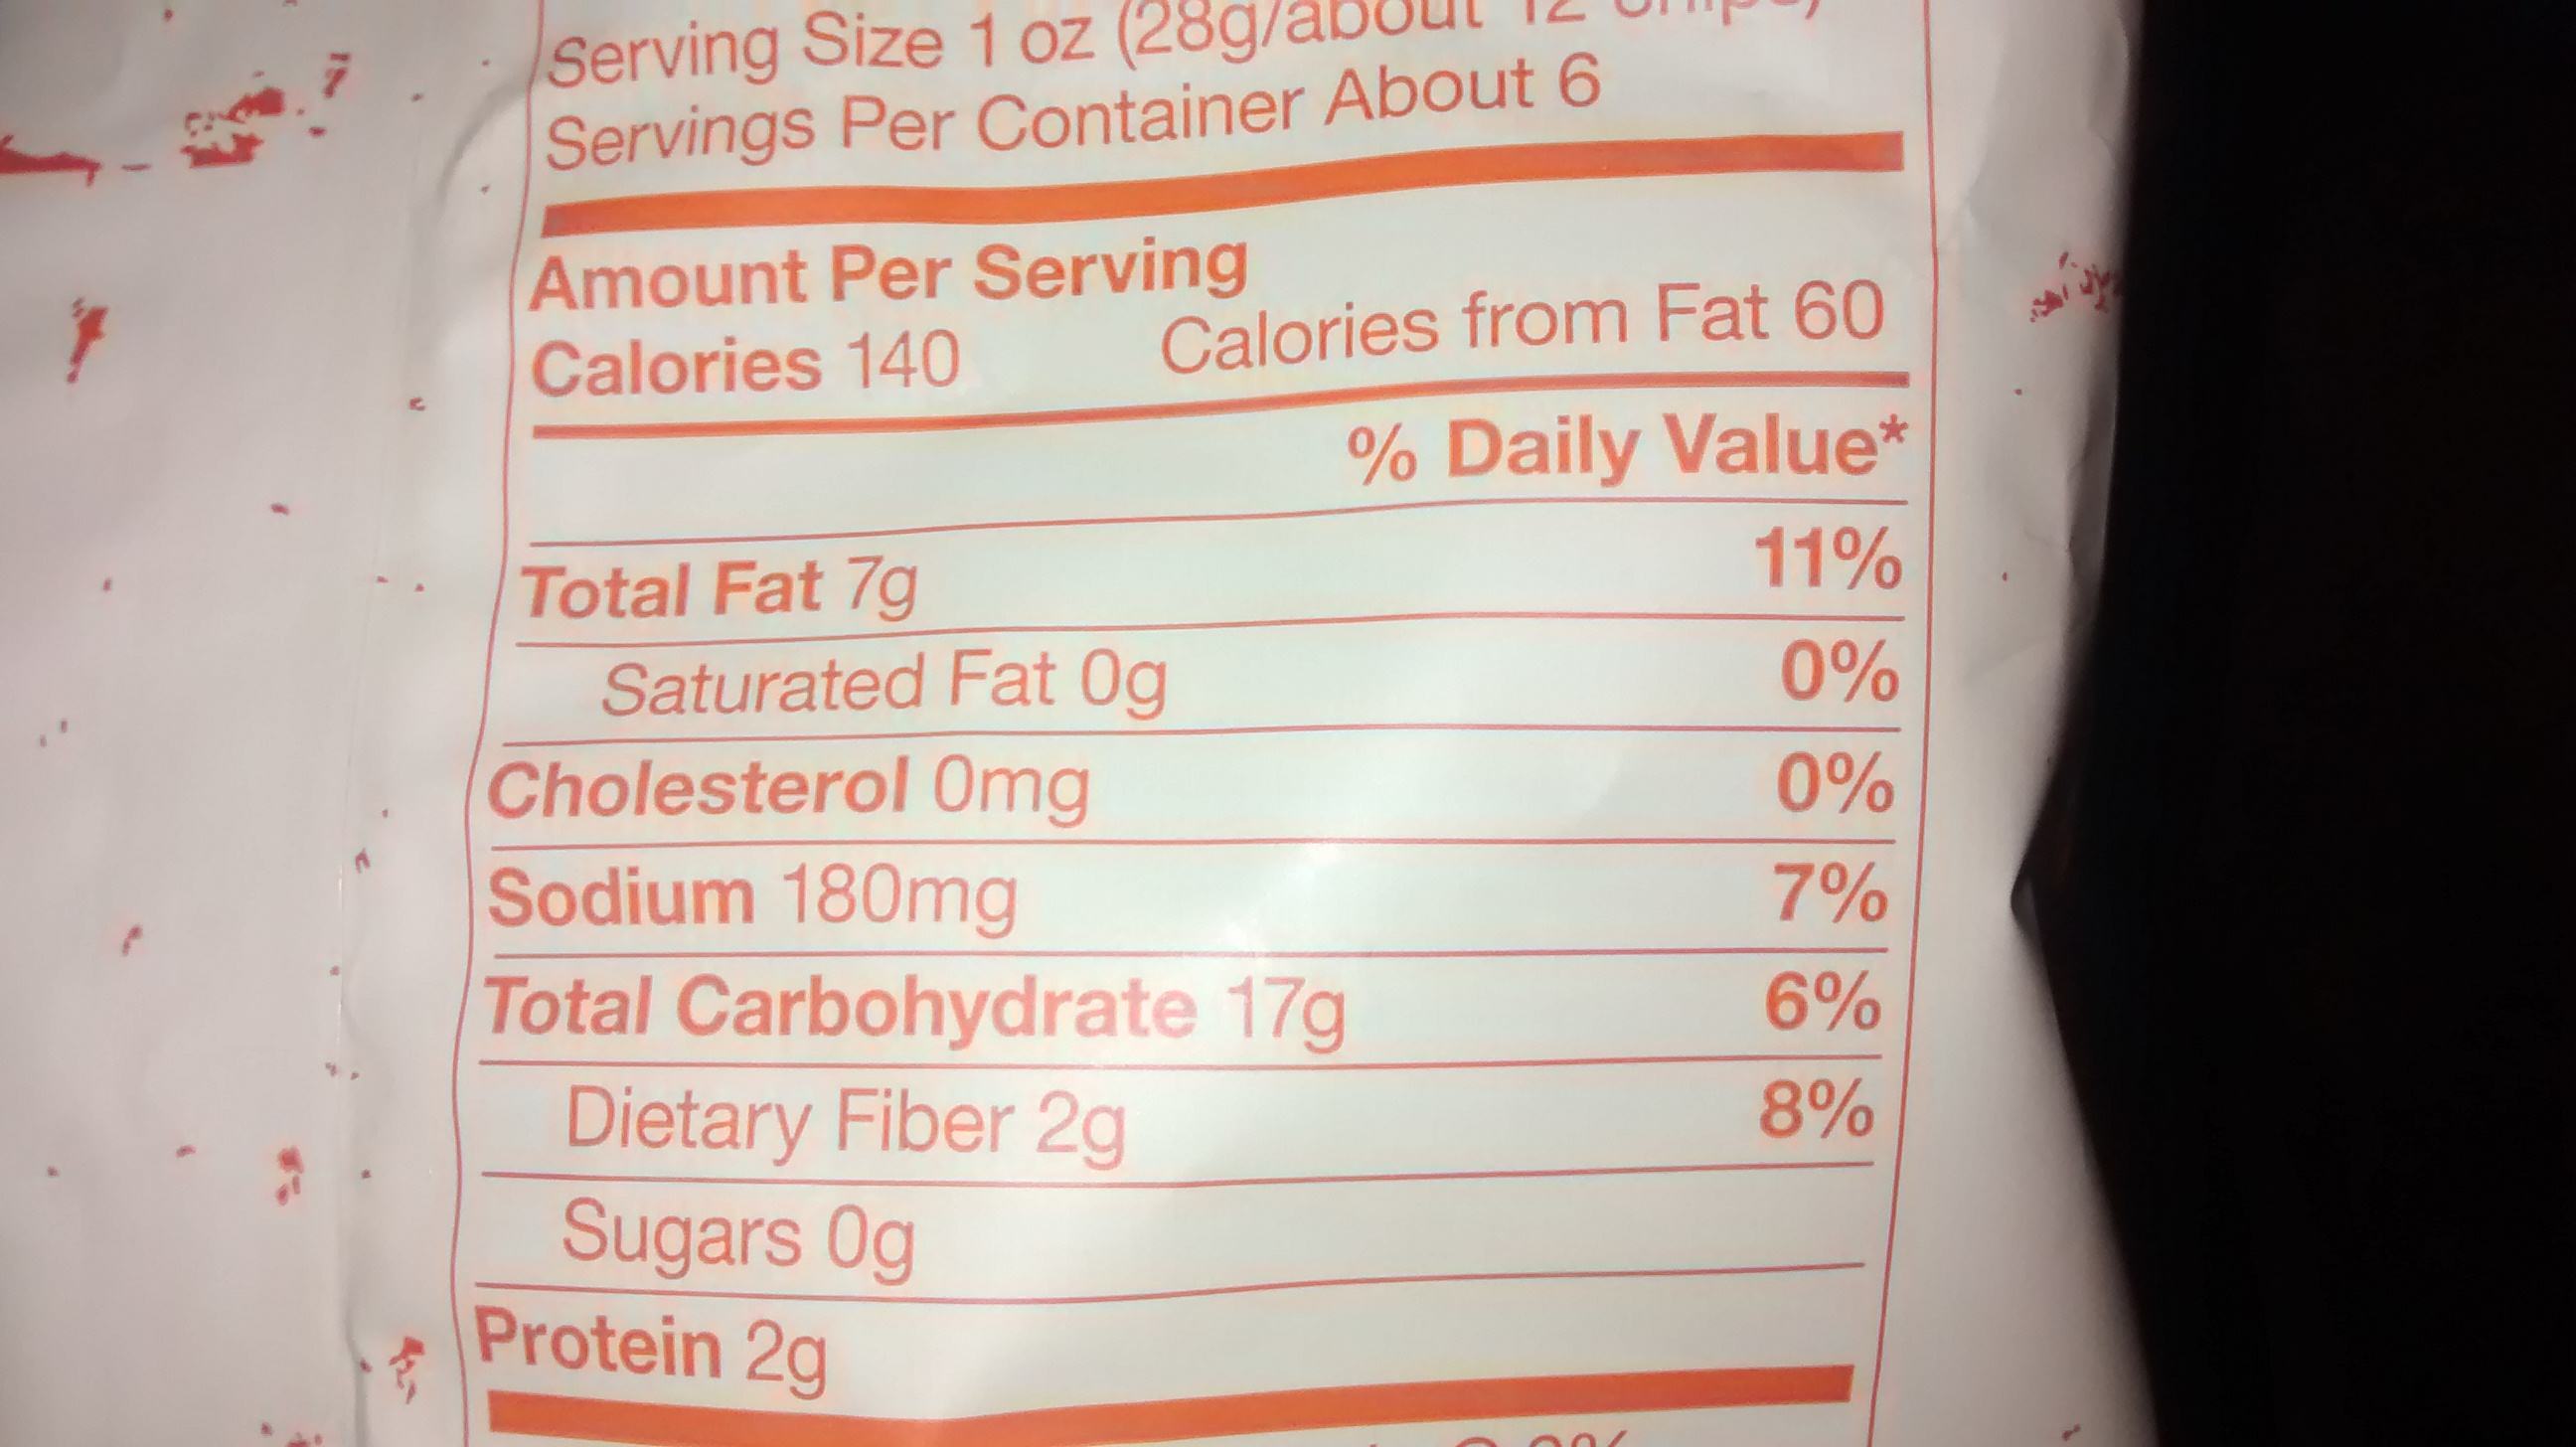 Serving Size 1 oz (28g/about 12 chips)
Servings Per Container About 6
Amount Per Serving
Calories 140 Calories from Fat 60
% Daily Value*
Total Fat 7g 11%
Saturated Fat 0g 0%
Cholesterol 0mg 0%
Sodium 180mg 7%
Total Carbohydrate 17g 6%
Dietary Fiber 2g 8%
Sugars 0g
Protein 2g